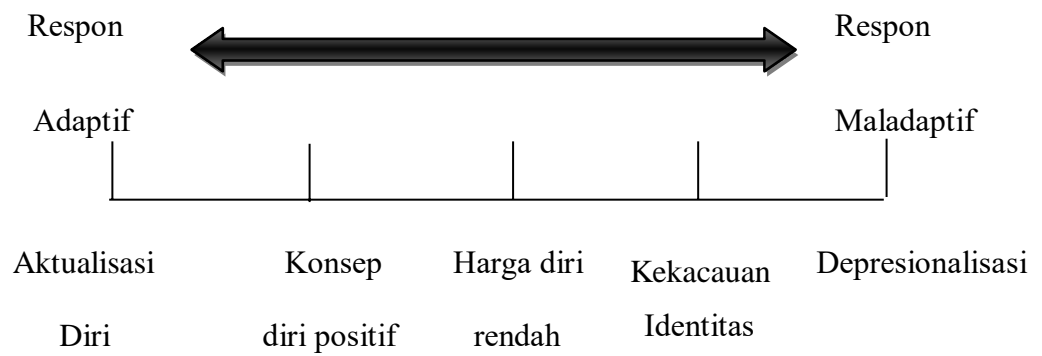 Respon
Respon
Adaptif
Maladaptif
Aktualisasi
Diri
Konsep
diri positif
Harga diri
rendah
Kekacauan
Identitas
Depresionalisasi